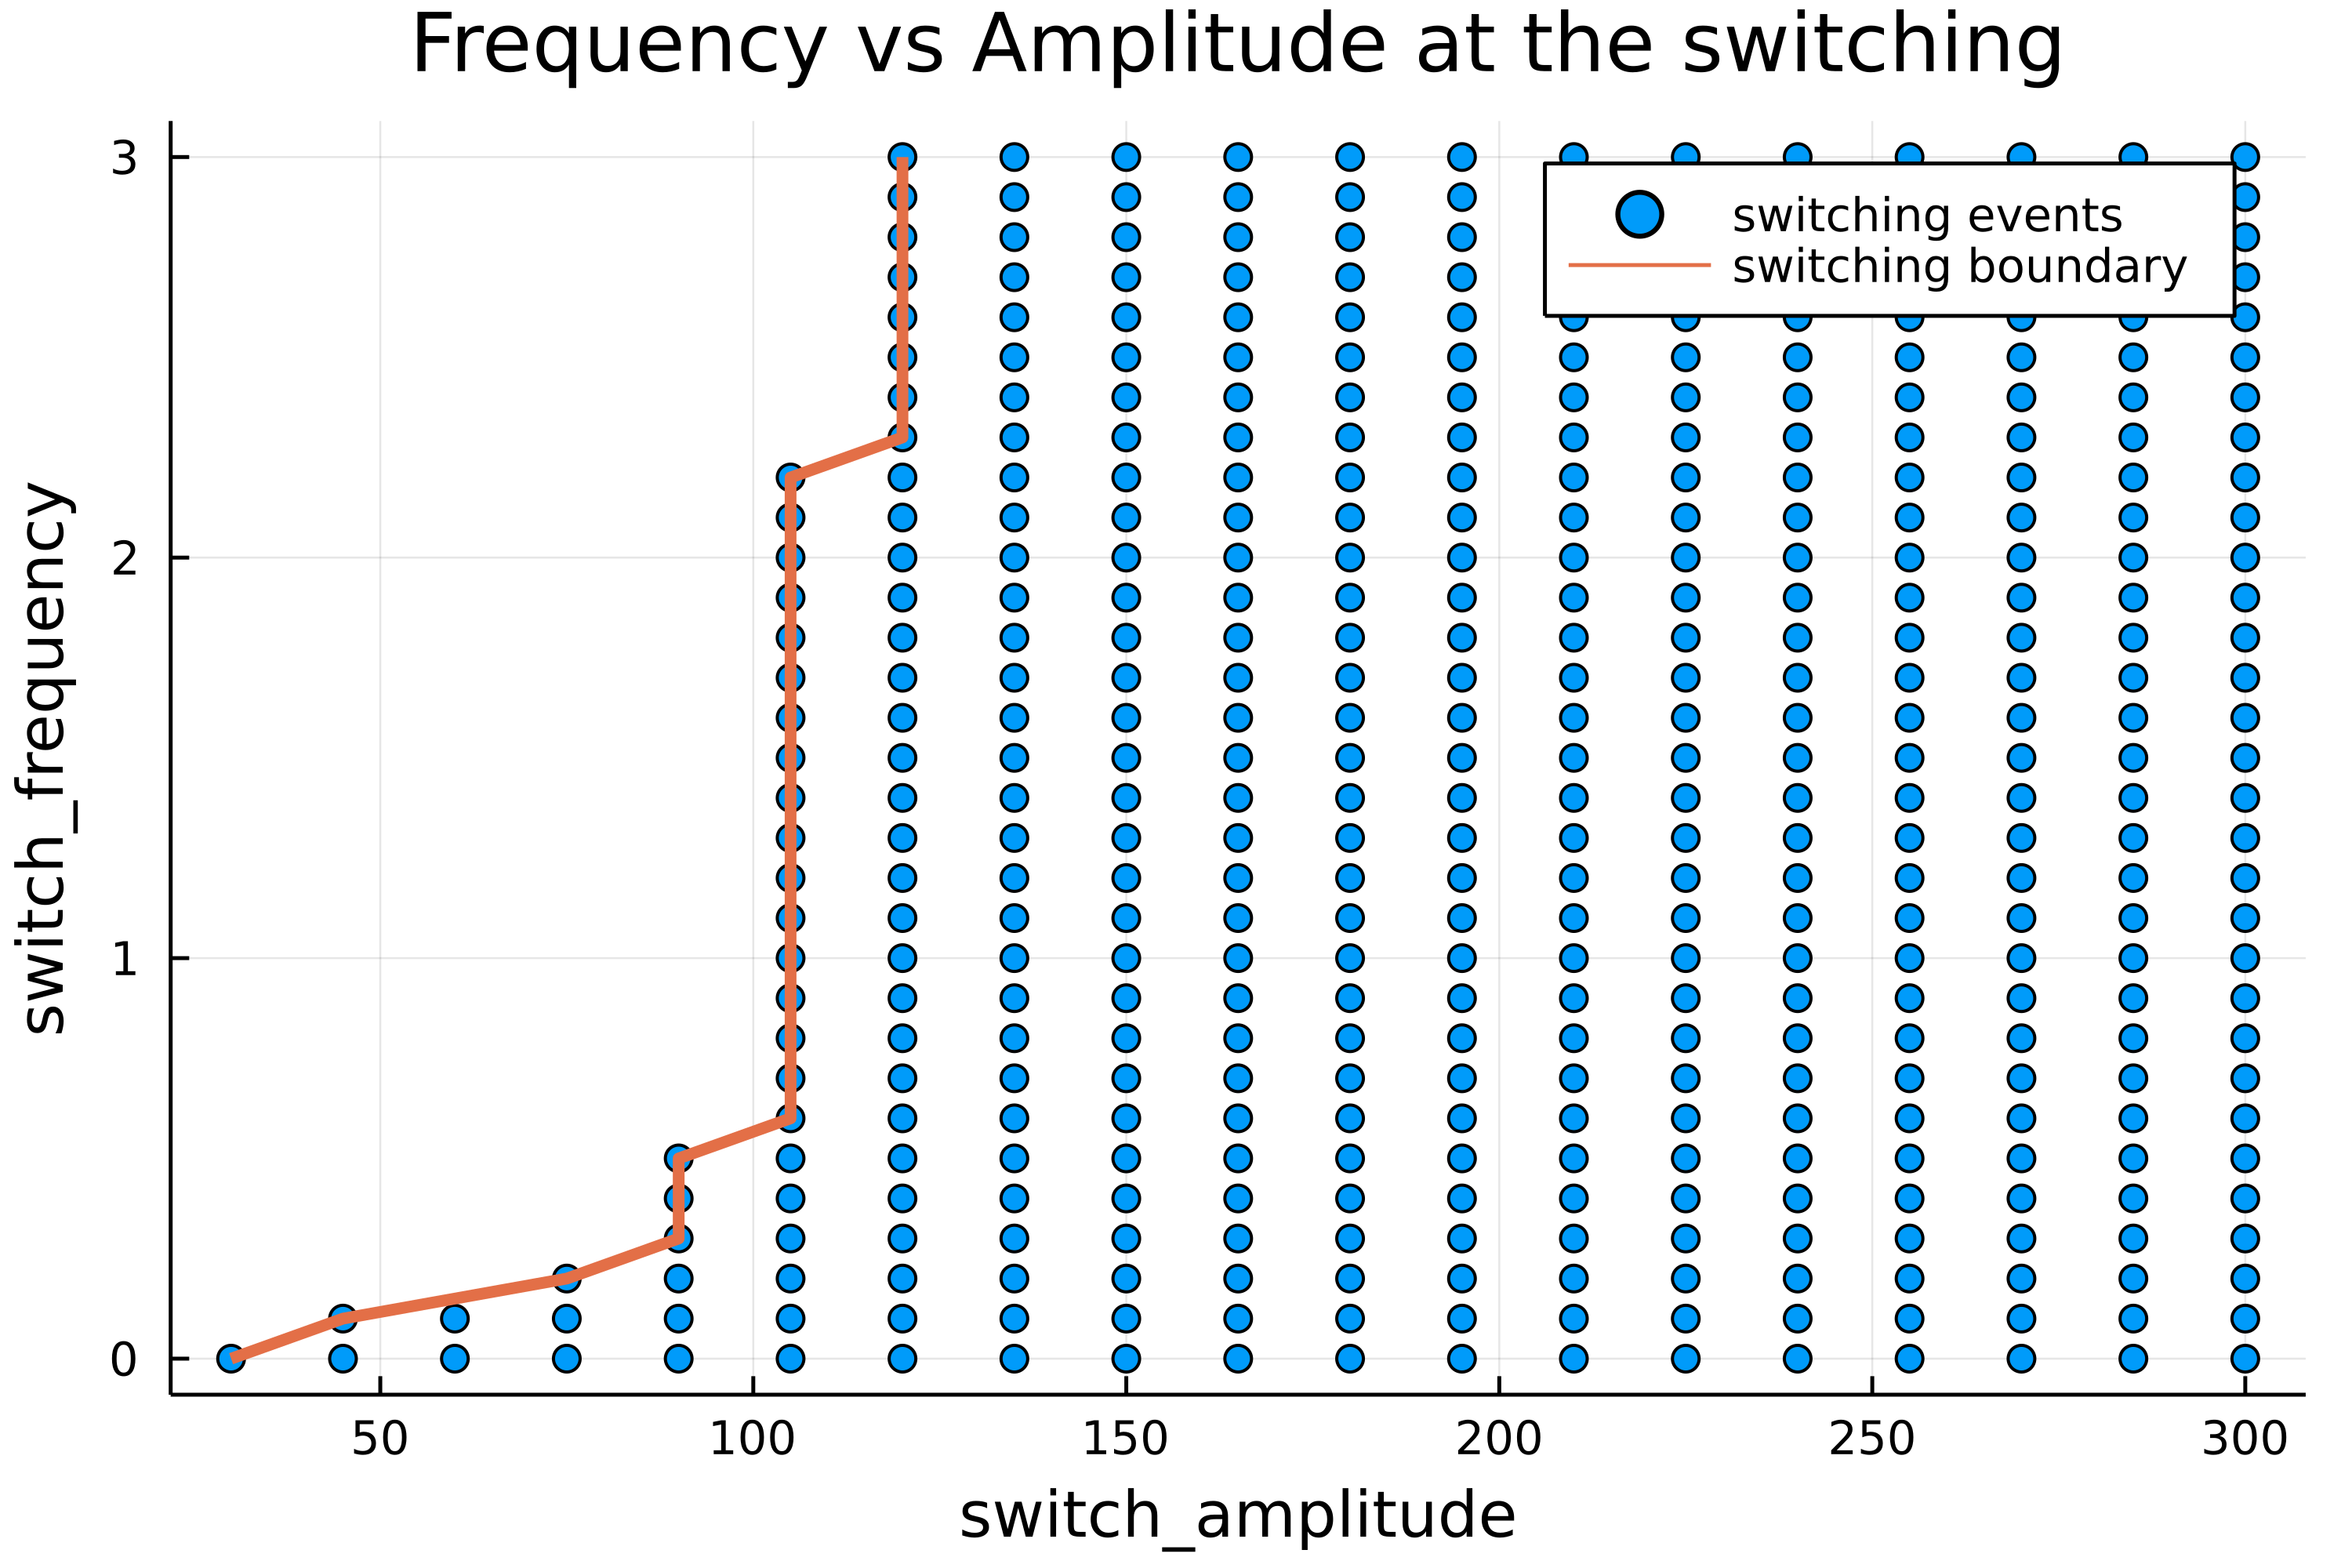 Frequency vs Amplitude at the switching
switching events
switching boundary
3
2
1
0
switch_frequency
50 100 150 200 250 300
switch_amplitude